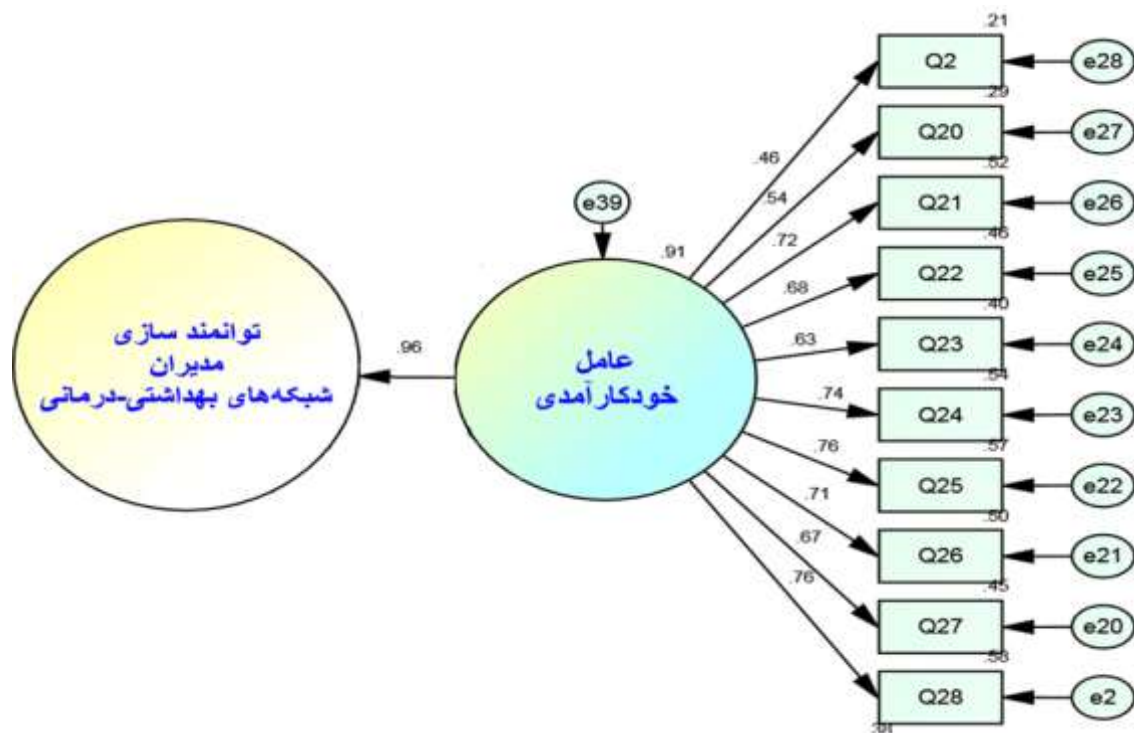 .21
Q2
e28
.29
Q20
e27
.52
Q21
e26
.46
Q22
e25
.40
Q23
e24
.54
Q24
e23
.57
Q25
e22
.50
Q26
e21
.45
Q27
e20
.58
Q28
e2
.46
.54
.72
.68
.63
.74
.76
.71
.67
.76
e39
.91
عامل
خودکارآمدی
.96
توانمند سازی
مدیران
شبکه‌های بهداشتی-درمانی